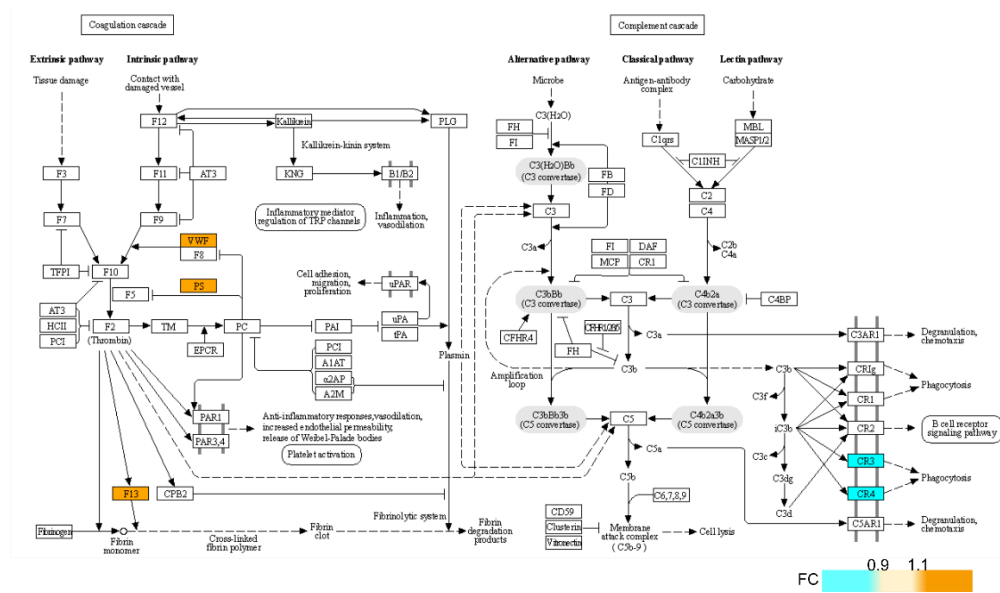 Coagulation cascade
Complement cascade
Extrinsic pathway
Intrinsic pathway
Alternative pathway
Classical pathway
Lectin pathway
Tissue damage
Contact with
damaged vessel
Microbe
Antigen-antibody
complex
Carbohydrate
F12
Kallikrein
PLG
C3(H2O)
FH
FI
C1qrs
MBL
MASP1/2
Kallikrein-kinin system
C1INH
F3
F11
AT3
KNG
B1/B2
C3(H2O)Bb
(C3 convertase)
FB
FD
C2
C4
F7
F9
Inflammatory mediator
regulation of TRP channels
Inflammation,
vasodilation
C3
C3a
VWF
F8
FI
DAF
MCP
CR1
C2b
C4a
TFPI
F10
F5
PS
Cell adhesion,
migration,
proliferation
uPAR
C3bBb
(C3 convertase)
C3
C4b2a
(C3 convertase)
C4BP
AT3
HCII
PCI
F2
(Thrombin)
TM
PC
PAI
uPA
tPA
EPCR
Plasmin
CFHR4
FH
C3a
C3AR1
Degranulation,
chemotaxis
PCI
A1AT
α2AP
A2M
Amplification
loop
C3b
C3b
CRIg
Phagocytosis
C3f
CR1
PAR1
PAR3,4
Anti-inflammatory responses,vasodilation,
increased endothelial permeability,
release of Weibel-Palade bodies
Platelet activation
C3bBb3b
(C5 convertase)
C5
C4b2a3b
(C5 convertase)
iC3b
CR2
B cell receptor
signaling pathway
C5a
C3c
CR3
C3dg
Phagocytosis
F13
CPB2
C5b
C6,7,8,9
CR4
C3d
Fibrinolytic system
CD59
Clusterin
Vitronectin
Membrane
attack complex
(C5b-9)
Cell lysis
C5AR1
Degranulation,
chemotaxis
Fibrinogen
Fibrin
monomer
Cross-linked
fibrin polymer
Fibrin
clot
Fibrin
degradation
products
0.9
1.1
FC